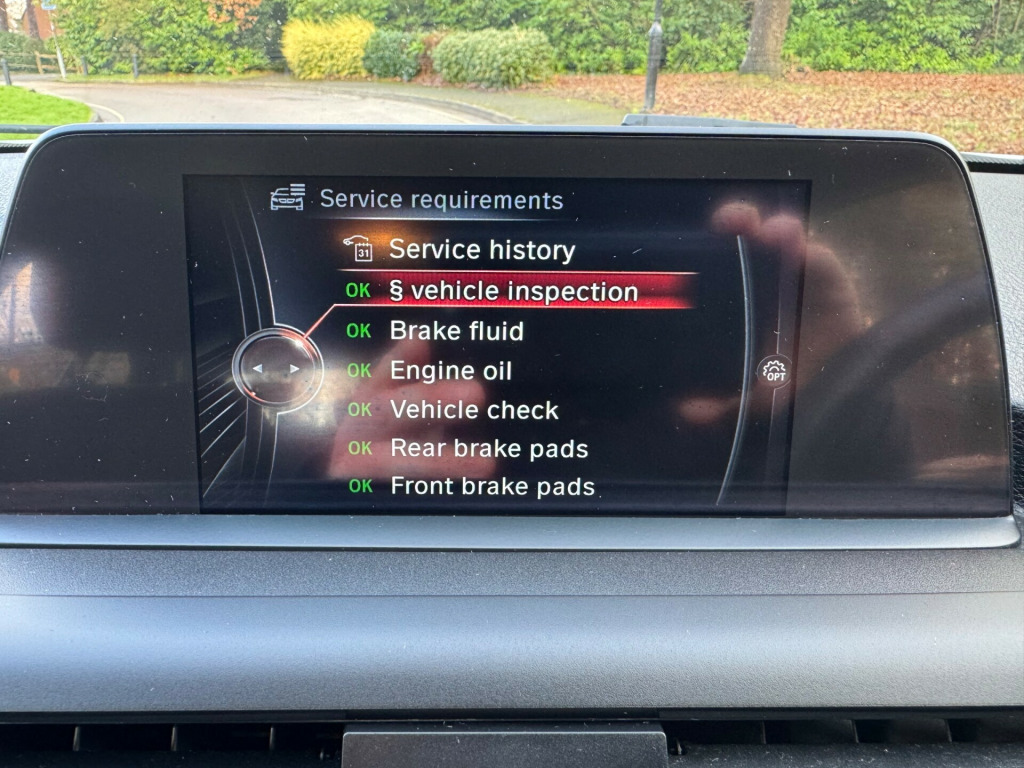 Service requirements
31 Service history
OK § vehicle inspection
OK Brake fluid
OK Engine oil
OPT
OK Vehicle check
OK Rear brake pads
OK Front brake pads